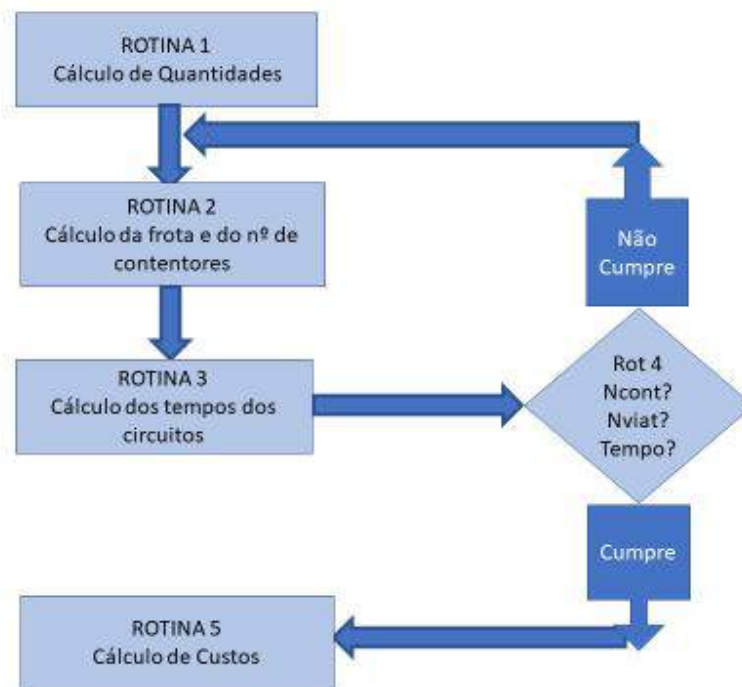 ROTINA 1
Cálculo de Quantidades
ROTINA 2
Cálculo da frota e do nº de
contentores
ROTINA 3
Cálculo dos tempos dos
circuitos
Não
Cumpre
Rot 4
Ncont?
Nviat?
Tempo?
Cumpre
ROTINA 5
Cálculo de Custos